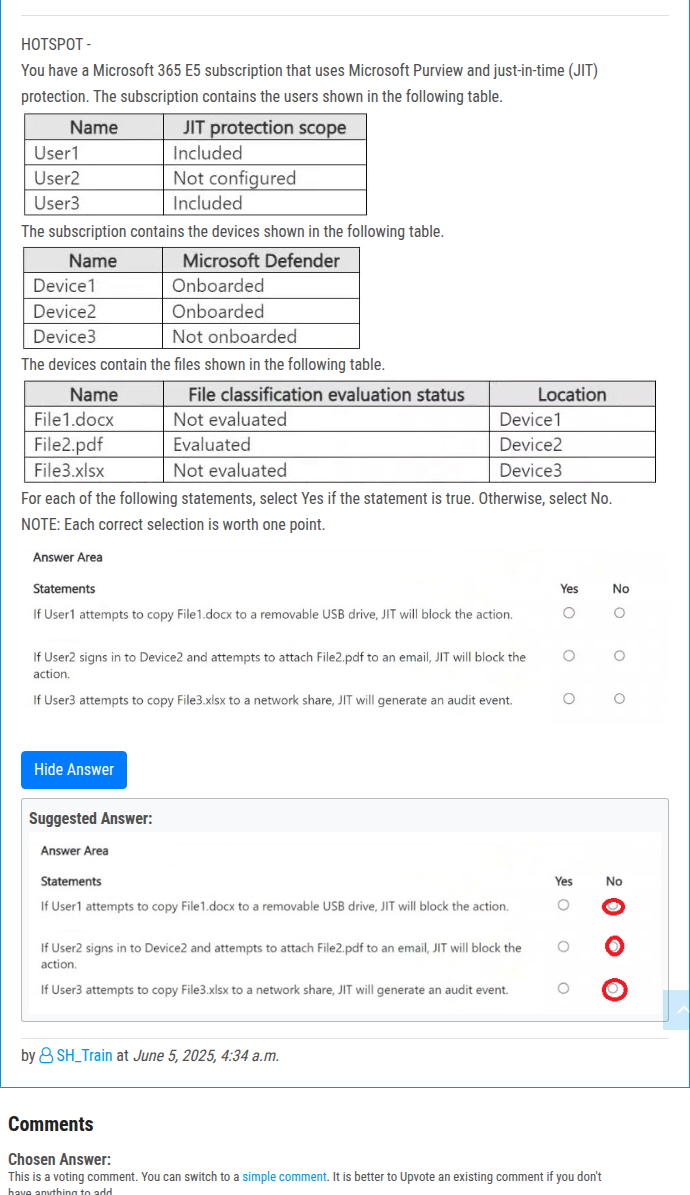 HOTSPOT -
You have a Microsoft 365 E5 subscription that uses Microsoft Purview and just-in-time (JIT)
protection. The subscription contains the users shown in the following table.
Name JIT protection scope
User1 Included
User2 Not configured
User3 Included
The subscription contains the devices shown in the following table.
Name Microsoft Defender
Device1 Onboarded
Device2 Onboarded
Device3 Not onboarded
The devices contain the files shown in the following table.
Name File classification evaluation status Location
File1.docx Not evaluated Device1
File2.pdf Evaluated Device2
File3.xlsx Not evaluated Device3
For each of the following statements, select Yes if the statement is true. Otherwise, select No.
NOTE: Each correct selection is worth one point.
Answer Area
Statements Yes No
If User1 attempts to copy File1.docx to a removable USB drive, JIT will block the action.
If User2 signs in to Device2 and attempts to attach File2.pdf to an email, JIT will block the
action.
If User3 attempts to copy File3.xlsx to a network share, JIT will generate an audit event.
Hide Answer
Suggested Answer:
Answer Area
Statements Yes No
If User1 attempts to copy File1.docx to a removable USB drive, JIT will block the action.
If User2 signs in to Device2 and attempts to attach File2.pdf to an email, JIT will block the
action.
If User3 attempts to copy File3.xlsx to a network share, JIT will generate an audit event.
by SH_Train at June 5, 2025, 4:34 a.m.
Comments
Chosen Answer:
This is a voting comment. You can switch to a simple comment. It is better to Upvote an existing comment if you don't
have anything to add.